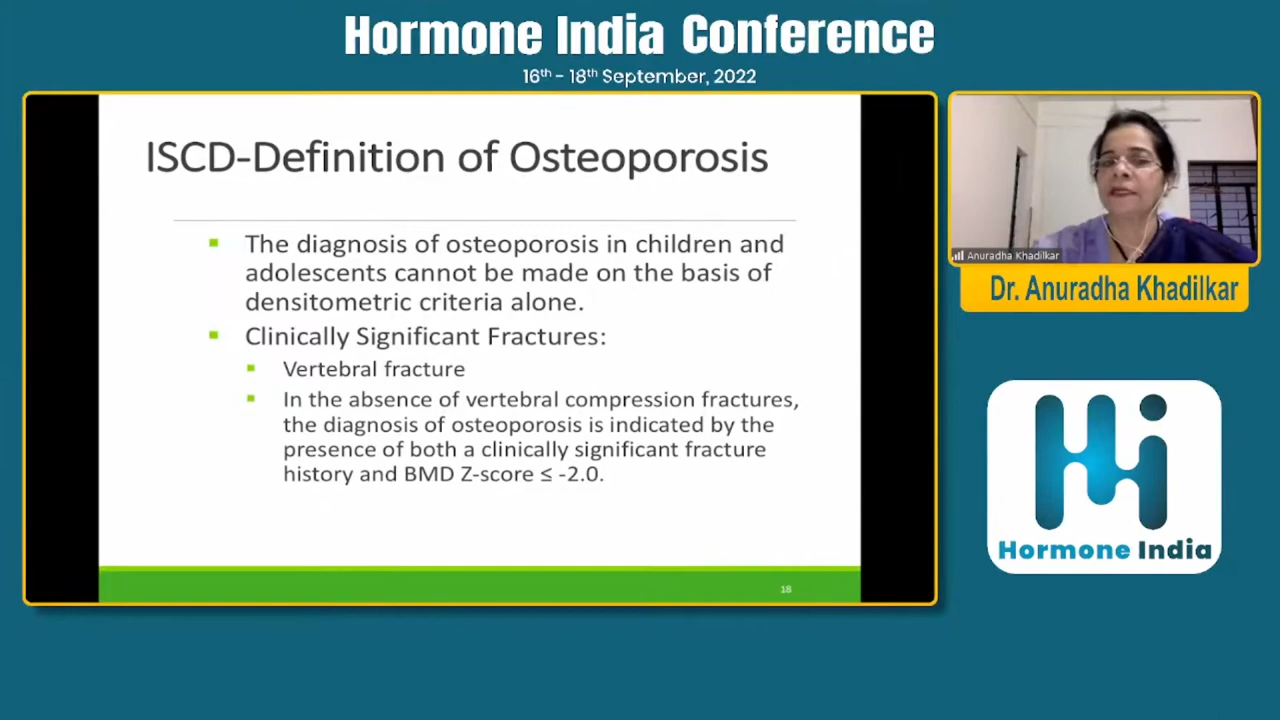 Hormone India Conference
16th - 18th September, 2022
ISCD-Definition of Osteoporosis
The diagnosis of osteoporosis in children and
adolescents cannot be made on the basis of
densitometric criteria alone.
Clinically Significant Fractures:
Vertebral fracture
In the absence of vertebral compression fractures,
the diagnosis of osteoporosis is indicated by the
presence of both a clinically significant fracture
history and BMD Z-score ≤ -2.0.
18
Anuradha Khadilkar
Dr. Anuradha Khadilkar
Hi
Hormone India